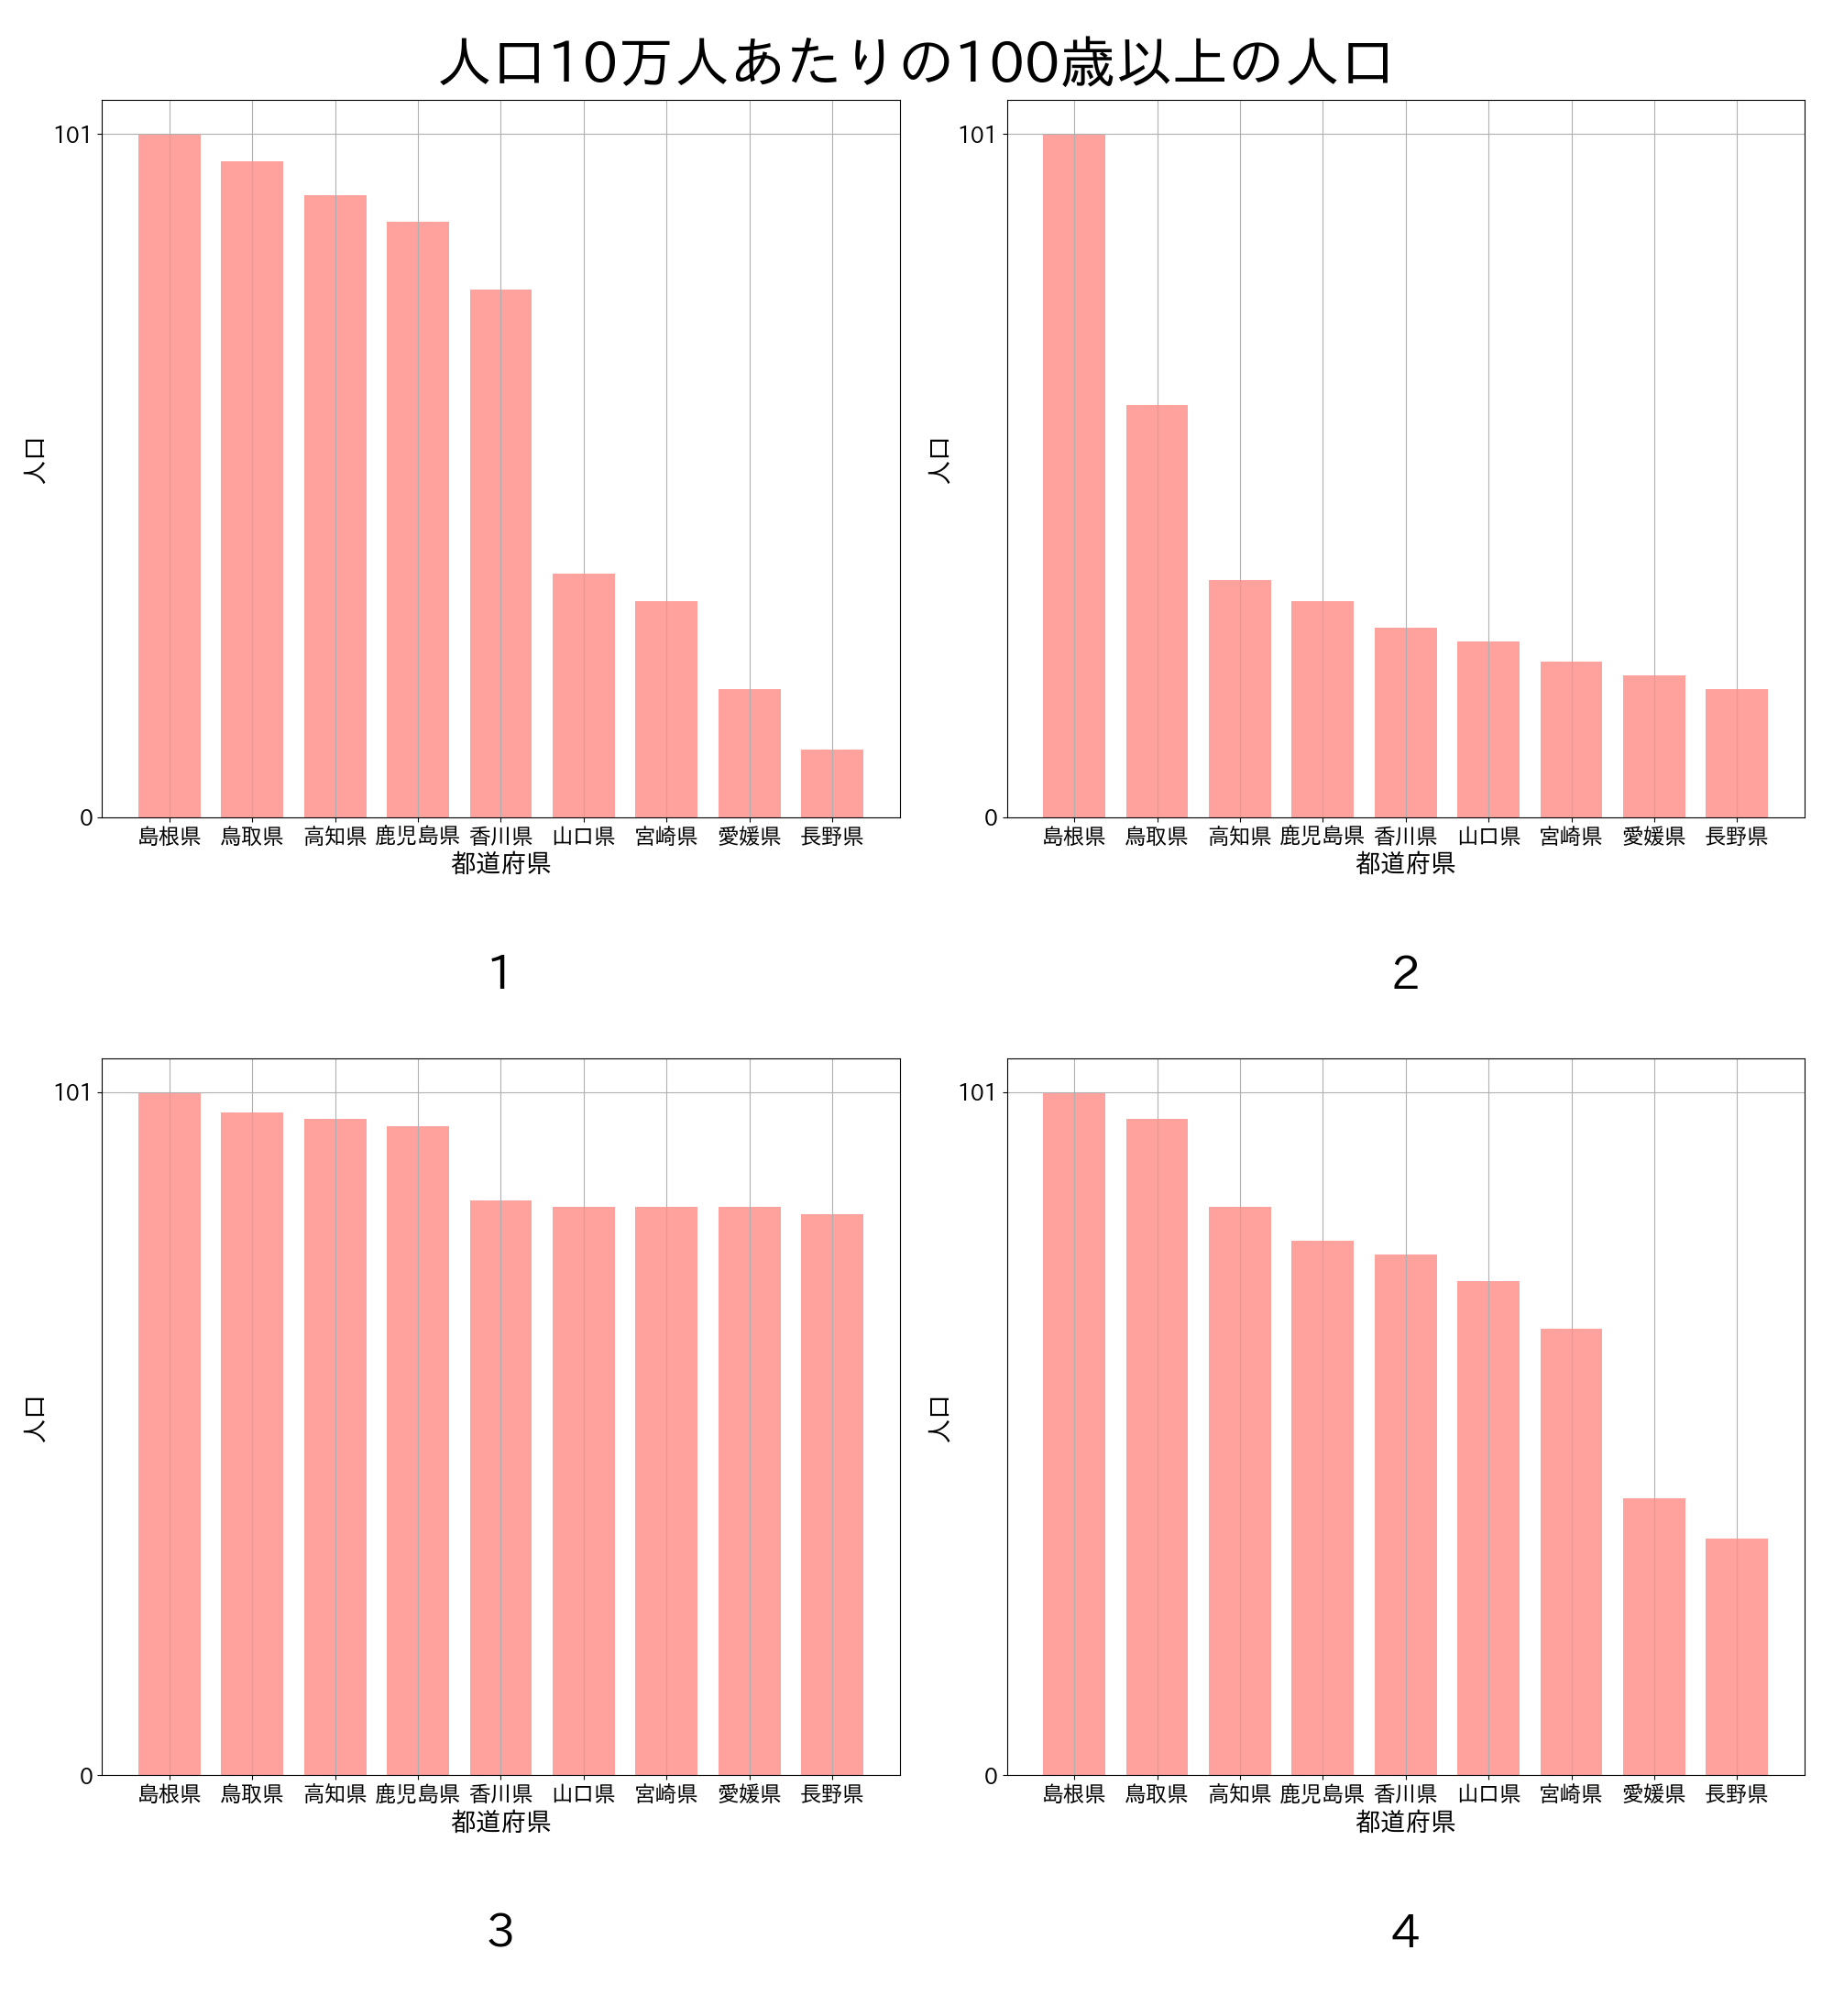 人口10万人あたりの100歳以上の人口
101
人口
0
島根県 鳥取県 高知県 鹿児島県 香川県 山口県 宮崎県 愛媛県 長野県
都道府県
1
101
人口
0
島根県 鳥取県 高知県 鹿児島県 香川県 山口県 宮崎県 愛媛県 長野県
都道府県
2
101
人口
0
島根県 鳥取県 高知県 鹿児島県 香川県 山口県 宮崎県 愛媛県 長野県
都道府県
3
101
人口
0
島根県 鳥取県 高知県 鹿児島県 香川県 山口県 宮崎県 愛媛県 長野県
都道府県
4